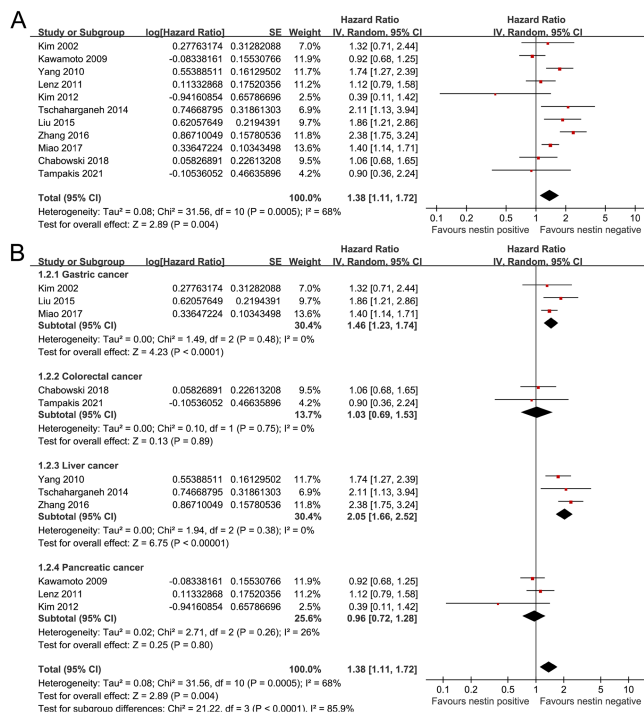 A
Hazard Ratio Hazard Ratio
Study or Subgroup log[Hazard Ratio] SE Weight IV, Random, 95% CI IV, Random, 95% CI
Kim 2002 0.27763174 0.31282088 7.0% 1.32 [0.71, 2.44]
Kawamoto 2009 -0.08338161 0.15530766 11.9% 0.92 [0.68, 1.25]
Yang 2010 0.55388511 0.16129502 11.7% 1.74 [1.27, 2.39]
Lenz 2011 0.11332868 0.17520356 11.1% 1.12 [0.79, 1.58]
Kim 2012 -0.94160854 0.65786696 2.5% 0.39 [0.11, 1.42]
Tschaharganeh 2014 0.74668795 0.31861303 6.9% 2.11 [1.13, 3.94]
Liu 2015 0.62057649 0.2194391 9.7% 1.86 [1.21, 2.86]
Zhang 2016 0.86710049 0.15780536 11.8% 2.38 [1.75, 3.24]
Miao 2017 0.33647224 0.10343498 13.6% 1.40 [1.14, 1.71]
Chabowski 2018 0.05826891 0.22613208 9.5% 1.06 [0.68, 1.65]
Tampakis 2021 -0.10536052 0.46635896 4.2% 0.90 [0.36, 2.24]
Total (95% CI) 100.0% 1.38 [1.11, 1.72]
Heterogeneity: Tau² = 0.08; Chi² = 31.56, df = 10 (P = 0.0005); I² = 68%
Test for overall effect: Z = 2.89 (P = 0.004)
0.1 0.2 0.5 1 2 5 10
Favours nestin positive Favours nestin negative
B
Hazard Ratio Hazard Ratio
Study or Subgroup log[Hazard Ratio] SE Weight IV, Random, 95% CI IV, Random, 95% CI
1.2.1 Gastric cancer
Kim 2002 0.27763174 0.31282088 7.0% 1.32 [0.71, 2.44]
Liu 2015 0.62057649 0.2194391 9.7% 1.86 [1.21, 2.86]
Miao 2017 0.33647224 0.10343498 13.6% 1.40 [1.14, 1.71]
Subtotal (95% CI) 30.4% 1.46 [1.23, 1.74]
Heterogeneity: Tau² = 0.00; Chi² = 1.49, df = 2 (P = 0.48); I² = 0%
Test for overall effect: Z = 4.23 (P < 0.0001)
1.2.2 Colorectal cancer
Chabowski 2018 0.05826891 0.22613208 9.5% 1.06 [0.68, 1.65]
Tampakis 2021 -0.10536052 0.46635896 4.2% 0.90 [0.36, 2.24]
Subtotal (95% CI) 13.7% 1.03 [0.69, 1.53]
Heterogeneity: Tau² = 0.00; Chi² = 0.10, df = 1 (P = 0.75); I² = 0%
Test for overall effect: Z = 0.13 (P = 0.89)
1.2.3 Liver cancer
Yang 2010 0.55388511 0.16129502 11.7% 1.74 [1.27, 2.39]
Tschaharganeh 2014 0.74668795 0.31861303 6.9% 2.11 [1.13, 3.94]
Zhang 2016 0.86710049 0.15780536 11.8% 2.38 [1.75, 3.24]
Subtotal (95% CI) 30.4% 2.05 [1.66, 2.52]
Heterogeneity: Tau² = 0.00; Chi² = 1.94, df = 2 (P = 0.38); I² = 0%
Test for overall effect: Z = 6.75 (P < 0.00001)
1.2.4 Pancreatic cancer
Kawamoto 2009 -0.08338161 0.15530766 11.9% 0.92 [0.68, 1.25]
Lenz 2011 0.11332868 0.17520356 11.1% 1.12 [0.79, 1.58]
Kim 2012 -0.94160854 0.65786696 2.5% 0.39 [0.11, 1.42]
Subtotal (95% CI) 25.6% 0.96 [0.72, 1.28]
Heterogeneity: Tau² = 0.02; Chi² = 2.71, df = 2 (P = 0.26); I² = 26%
Test for overall effect: Z = 0.25 (P = 0.80)
Total (95% CI) 100.0% 1.38 [1.11, 1.72]
Heterogeneity: Tau² = 0.08; Chi² = 31.56, df = 10 (P = 0.0005); I² = 68%
Test for overall effect: Z = 2.89 (P = 0.004)
0.1 0.2 0.5 1 2 5 10
Favours nestin positive Favours nestin negative
Test for subgroup differences: Chi² = 21.22, df = 3 (P < 0.0001), I² = 85.9%